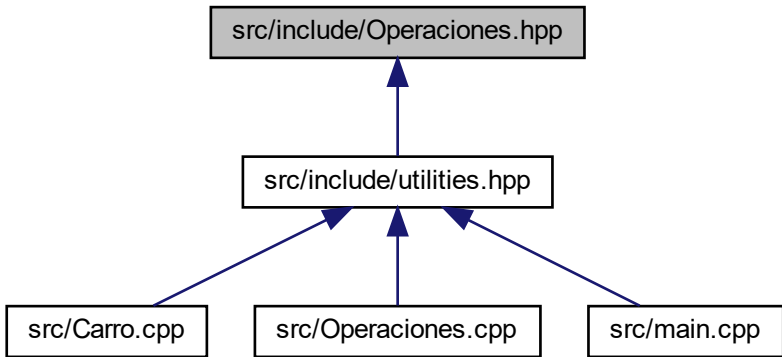 src/include/Operaciones.hpp
src/include/utilities.hpp
src/Carro.cpp
src/Operaciones.cpp
src/main.cpp